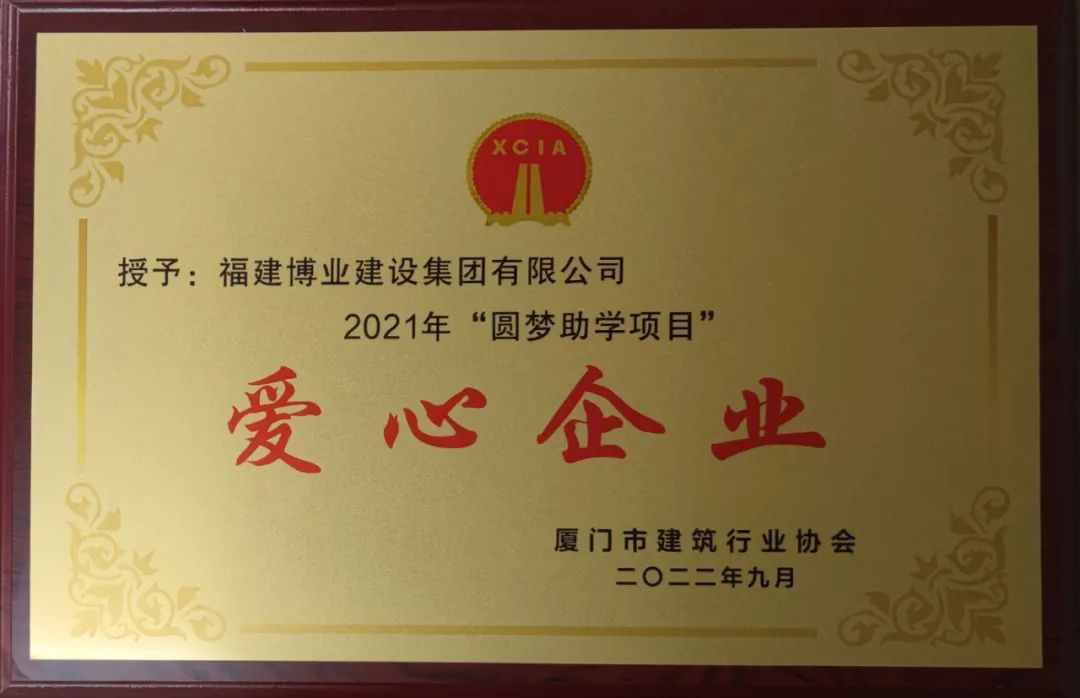 XCIA
授予：福建博业建设集团有限公司
2021年“圆梦助学项目”
爱心企业
厦门市建筑行业协会
二〇二二年九月